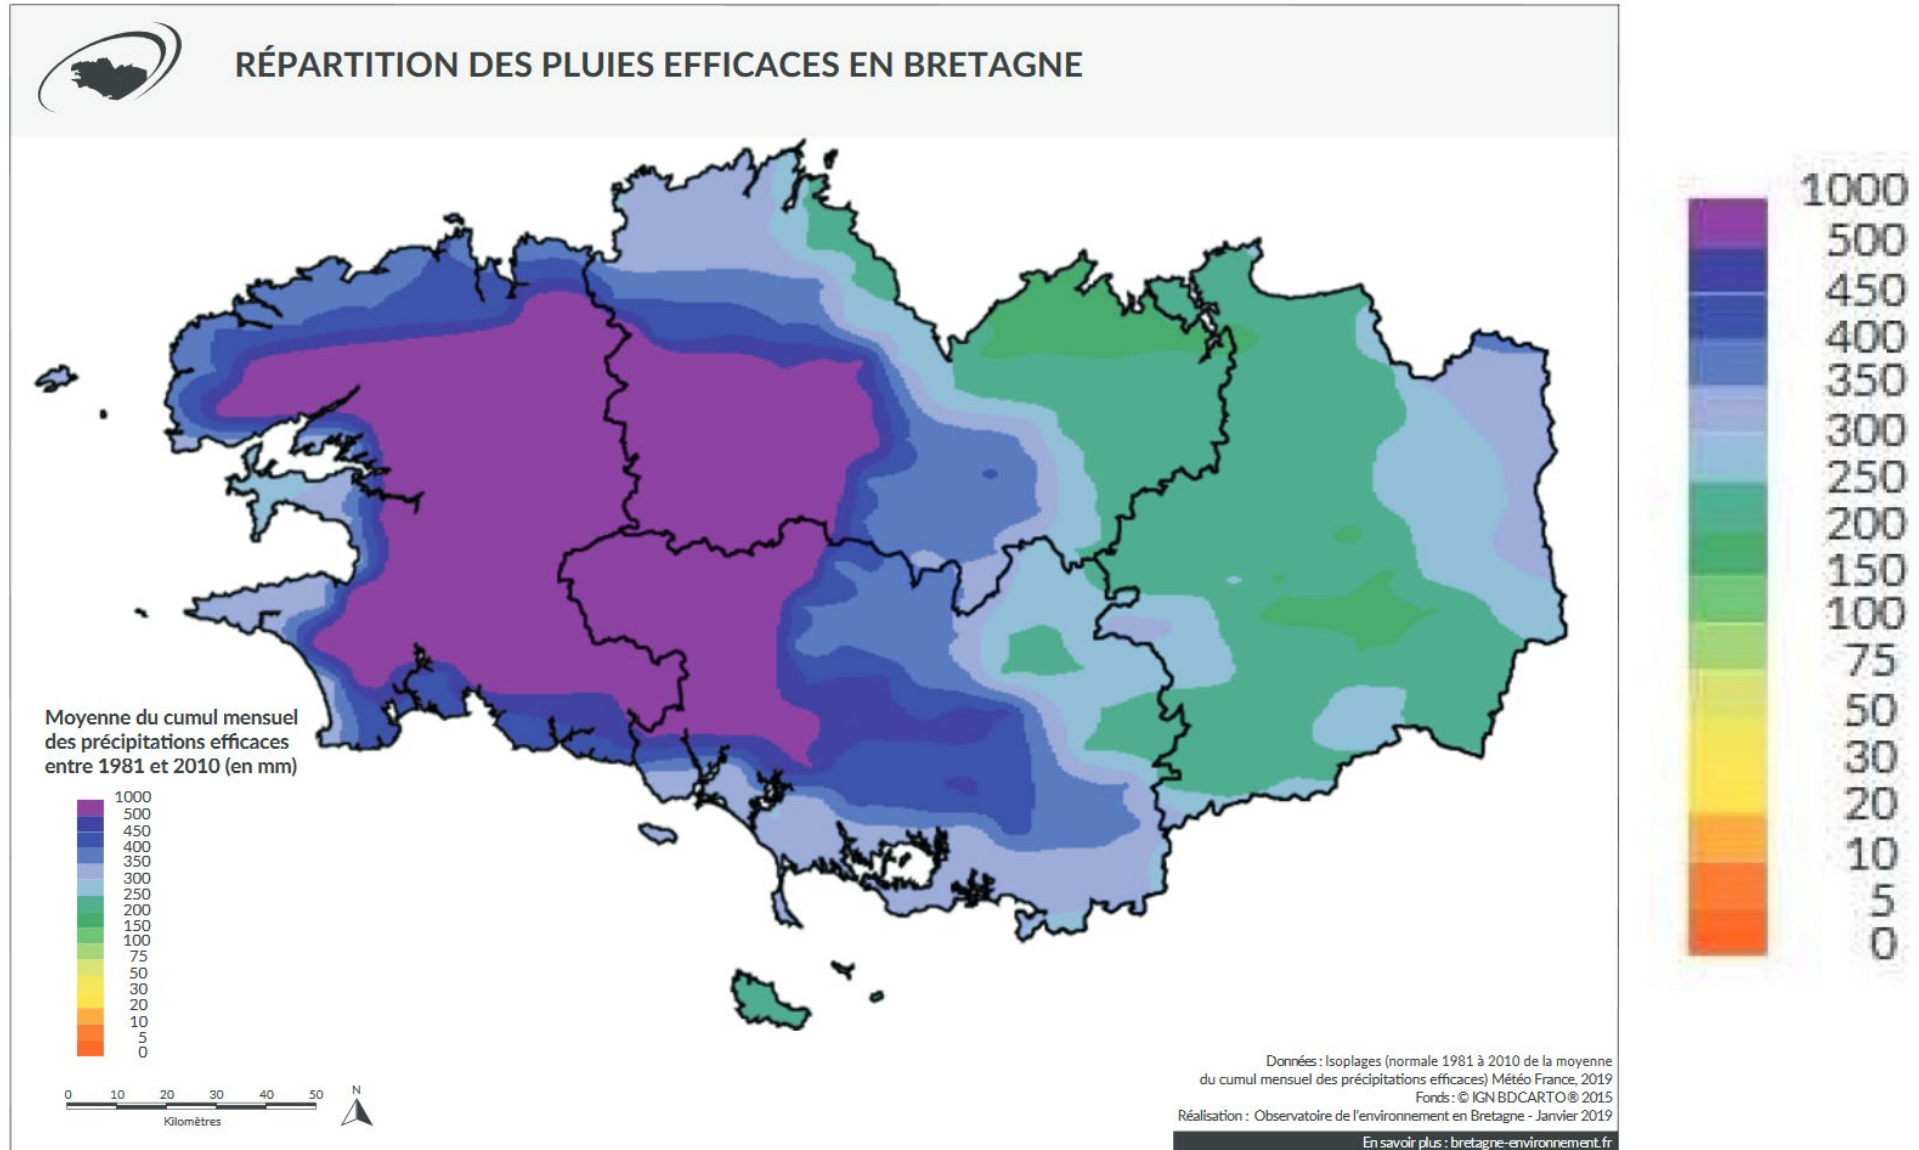 RÉPARTITION DES PLUIES EFFICACES EN BRETAGNE
Moyenne du cumul mensuel
des précipitations efficaces
entre 1981 et 2010 (en mm)
1000
500
450
400
350
300
250
200
150
100
75
50
30
20
10
5
0
0 10 20 30 40 50
Kilomètres
N
Données : Isoplages (normale 1981 à 2010 de la moyenne
du cumul mensuel des précipitations efficaces) Météo France, 2019
Fonds : © IGN BDCARTO® 2015
Réalisation : Observatoire de l'environnement en Bretagne - Janvier 2019
En savoir plus : bretagne-environnement.fr
1000
500
450
400
350
300
250
200
150
100
75
50
30
20
10
5
0